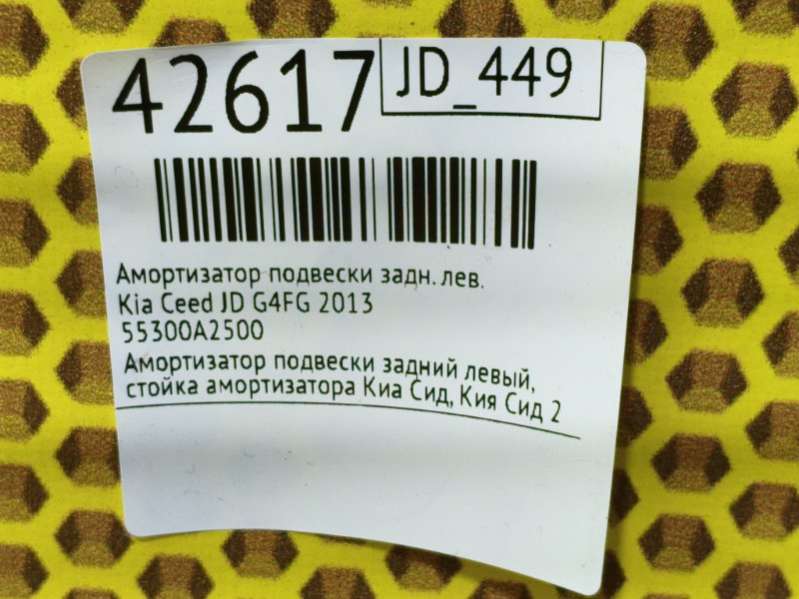 42617
JD_449
Амортизатор подвески задн. лев.
Kia Ceed JD G4FG 2013
55300A2500
Амортизатор подвески задний левый,
стойка амортизатора Киа Сид, Кия Сид 2